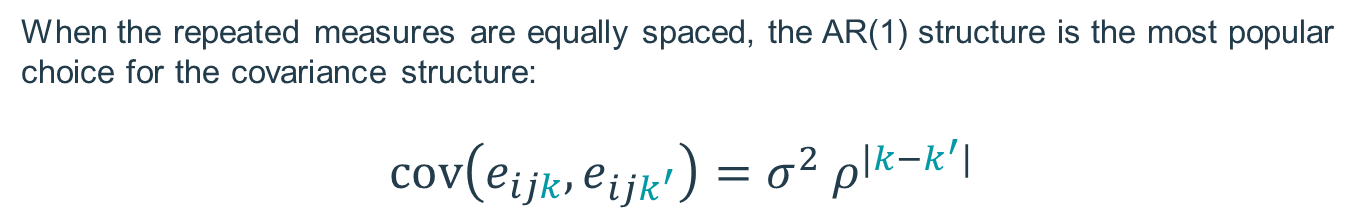 When the repeated measures are equally spaced, the AR(1) structure is the most popular
choice for the covariance structure:
cov(e_{ijk}, e_{ijk'}) = σ² ρ^{|k−k'|}